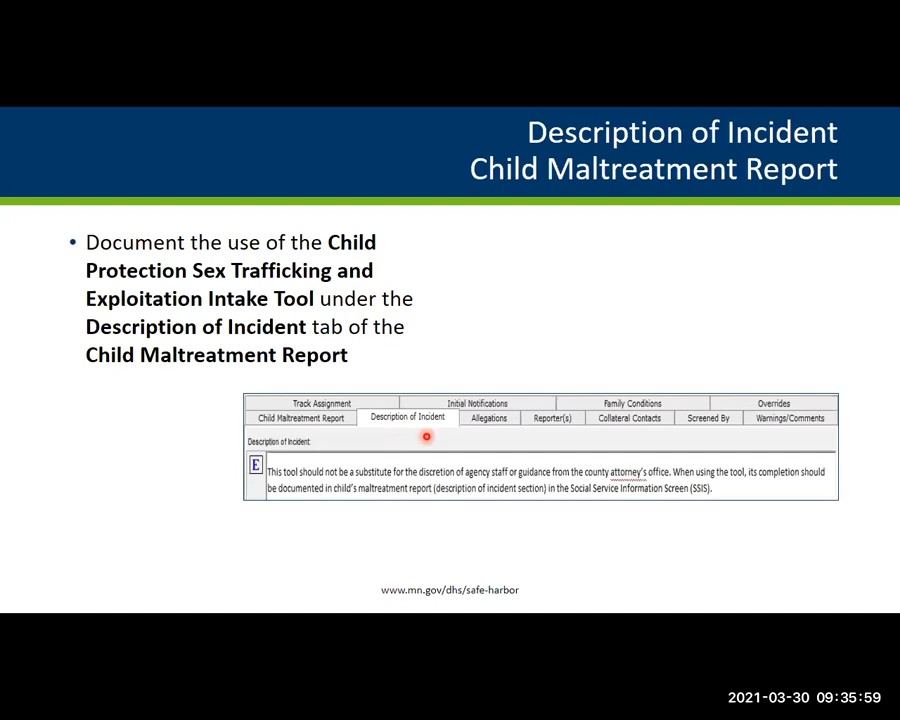 Description of Incident
Child Maltreatment Report
• Document the use of the Child
Protection Sex Trafficking and
Exploitation Intake Tool under the
Description of Incident tab of the
Child Maltreatment Report
Track Assignment Initial Notifications Family Conditions Overrides
Child Maltreatment Report Description of Incident Allegations Reporter(s) Collateral Contacts Screened By Warnings/Comments
Description of Incident:
E
This tool should not be a substitute for the discretion of agency staff or guidance from the county attorney's office. When using the tool, its completion should
be documented in child's maltreatment report (description of incident section) in the Social Service Information Screen (SSIS).
www.mn.gov/dhs/safe-harbor
2021-03-30 09:35:59